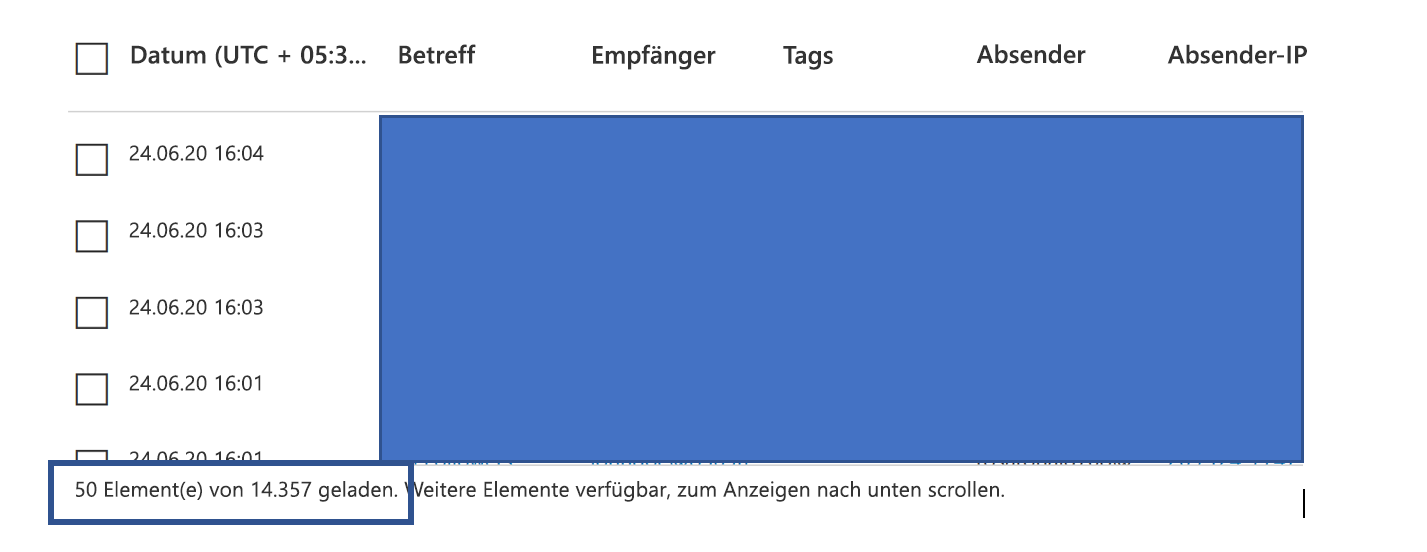 Datum (UTC + 05:3... Betreff Empfänger Tags Absender Absender-IP
24.06.20 16:04
24.06.20 16:03
24.06.20 16:03
24.06.20 16:01
24.06.20 16:01
50 Element(e) von 14.357 geladen. Weitere Elemente verfügbar, zum Anzeigen nach unten scrollen.